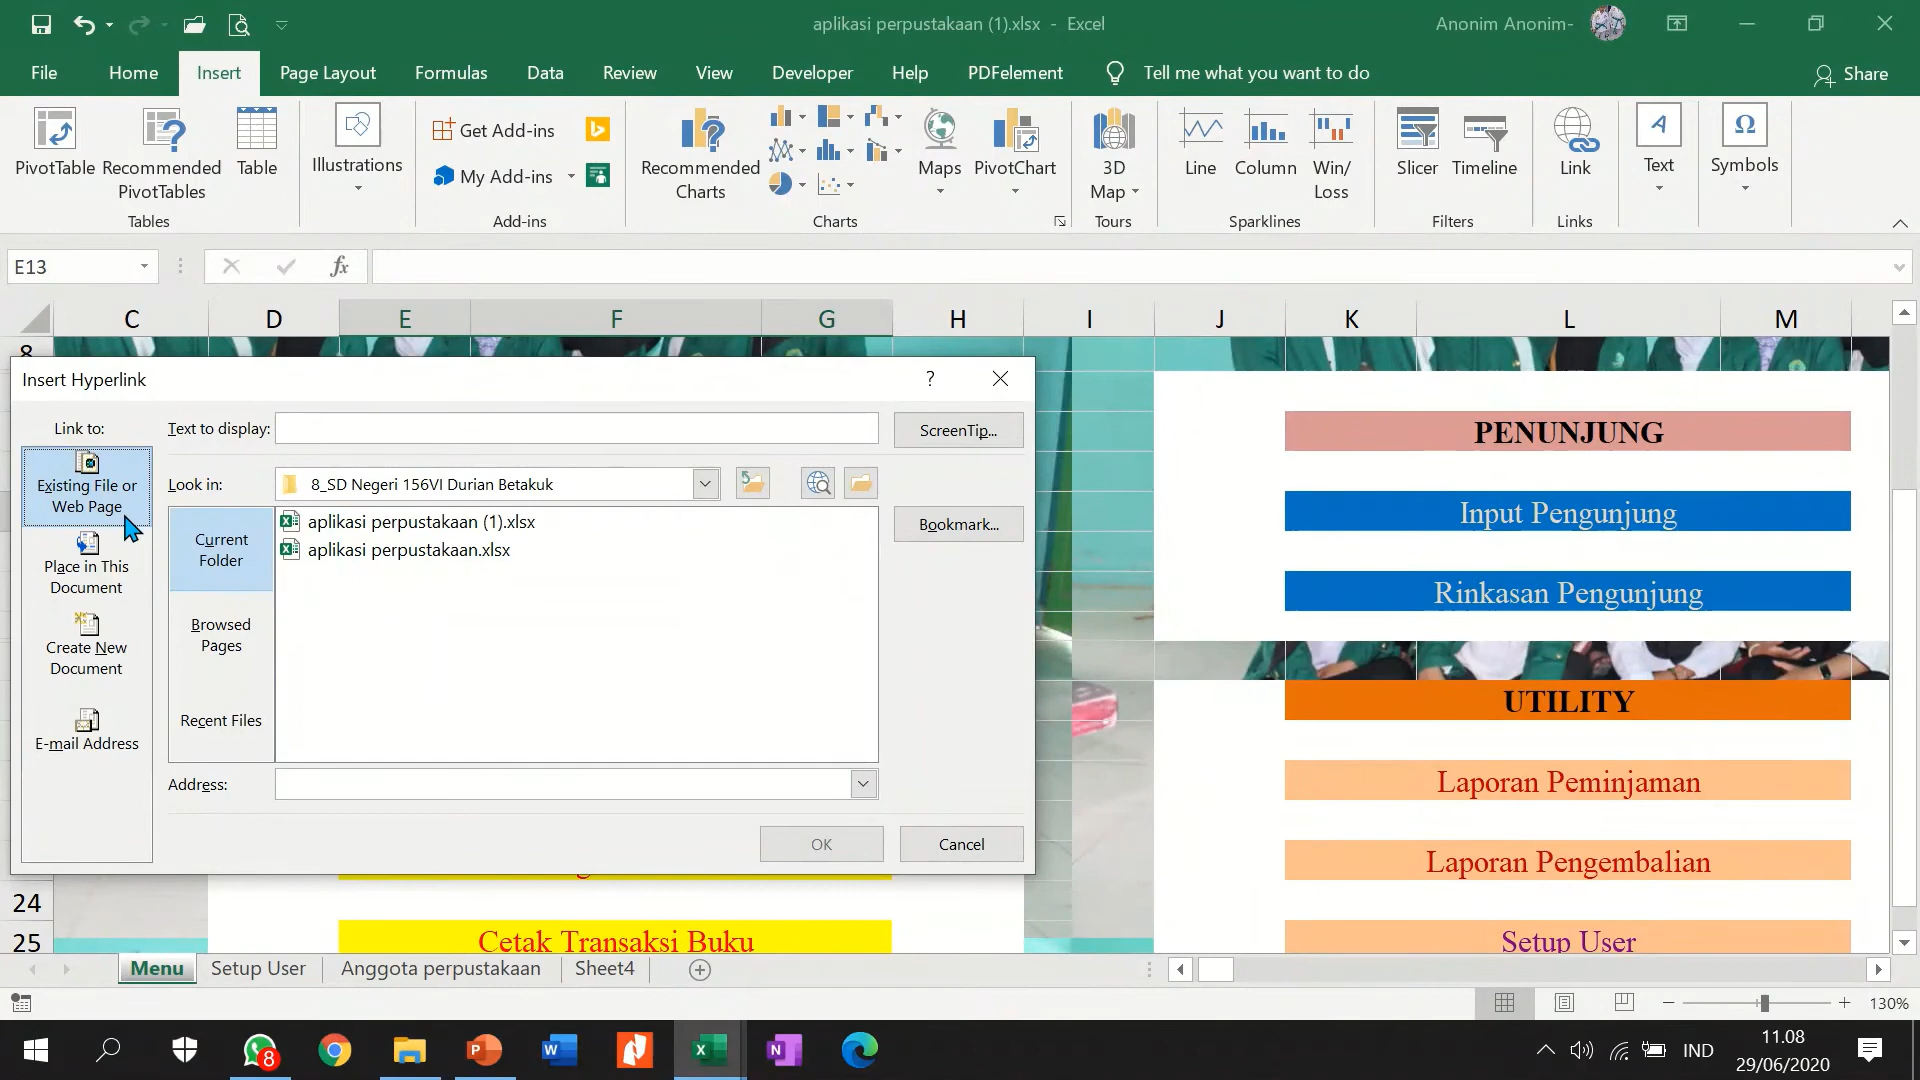 aplikasi perpustakaan (1).xlsx - Excel
Anonim Anonim-
File Home Insert Page Layout Formulas Data Review View Developer Help PDFelement Tell me what you want to do Share
PivotTable
Recommended
PivotTables
Table
Tables
Illustrations
Get Add-ins
My Add-ins
Add-ins
Recommended
Charts
Maps
PivotChart
Charts
3D
Map
Tours
Line
Column
Win/
Loss
Sparklines
Slicer
Timeline
Filters
Link
Links
Text
Symbols
E13
fx
C D E F G H I J K L M
8
Insert Hyperlink
?
Link to:
Text to display:
ScreenTip...
Existing File or
Web Page
Place in This
Document
Create New
Document
E-mail Address
Look in:
8_SD Negeri 156VI Durian Betakuk
Current
Folder
Browsed
Pages
Recent Files
aplikasi perpustakaan (1).xlsx
aplikasi perpustakaan.xlsx
Bookmark...
Address:
OK
Cancel
PENUNJUNG
Input Pengunjung
Rinkasan Pengunjung
UTILITY
Laporan Peminjaman
Laporan Pengembalian
Setup User
24
25
Cetak Transaksi Buku
Menu Setup User Anggota perpustakaan Sheet4
130%
8
IND
11.08
29/06/2020